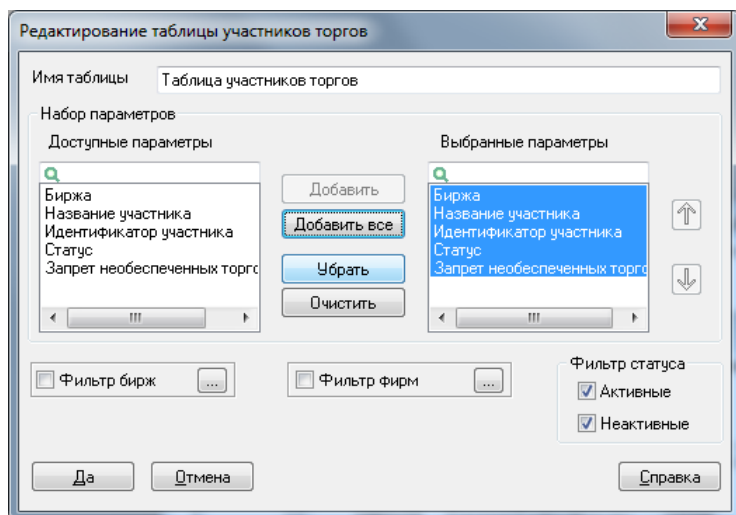 Редактирование таблицы участников торгов
Имя таблицы Таблица участников торгов
Набор параметров
Доступные параметры Выбранные параметры
Биржа
Название участника
Идентификатор участника
Статус
Запрет необеспеченных торго
Добавить
Добавить все
Убрать
Очистить
Биржа
Название участника
Идентификатор участника
Статус
Запрет необеспеченных торго
Фильтр бирж ...
Фильтр фирм ...
Фильтр статуса
Активные
Неактивные
Да Отмена Справка